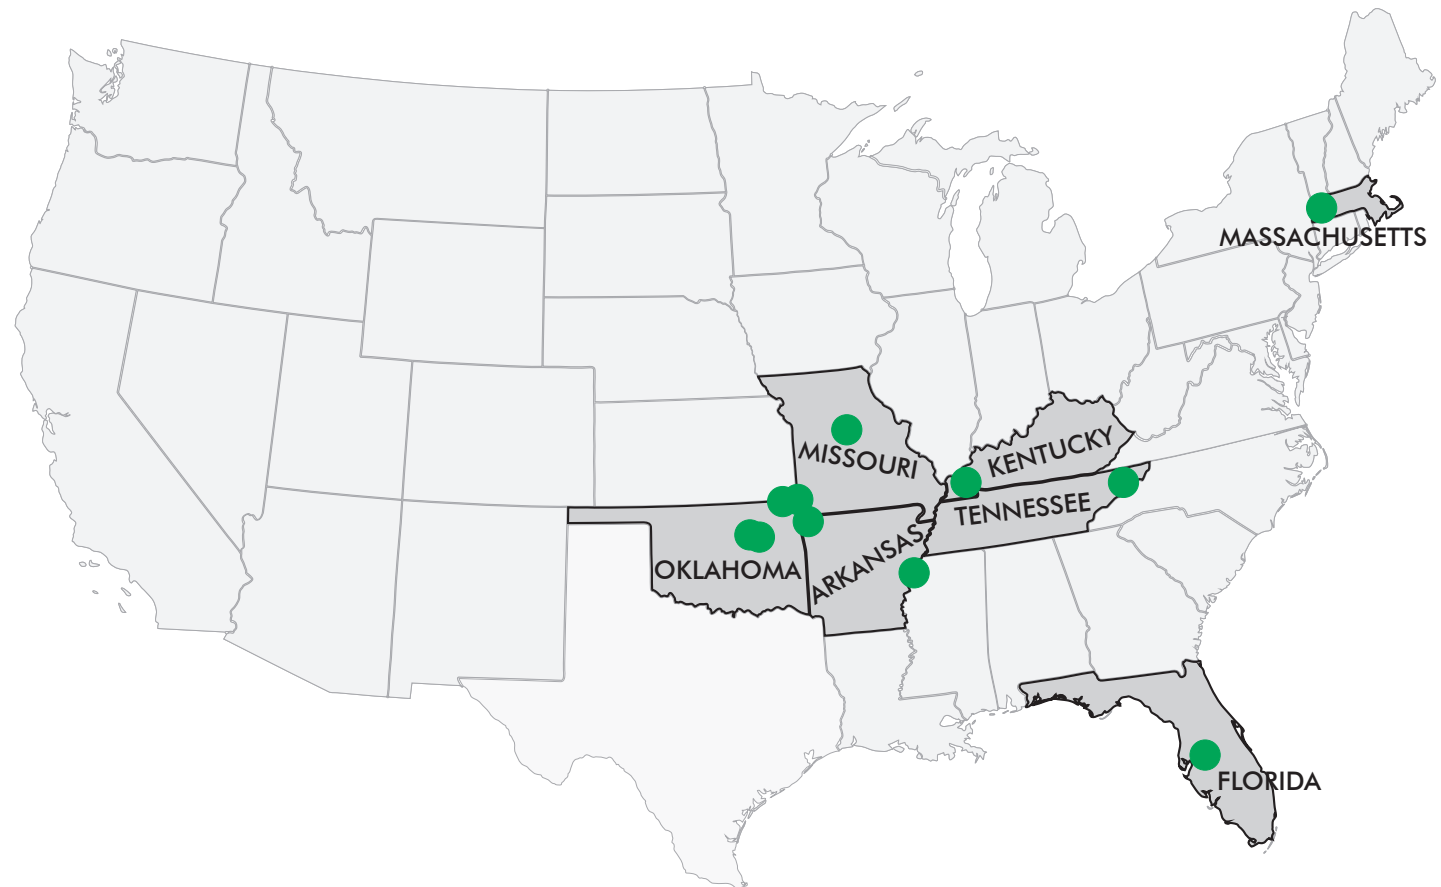 MASSACHUSETTS
KENTUCKY
MISSOURI
TENNESSEE
ARKANSAS
OKLAHOMA
FLORIDA